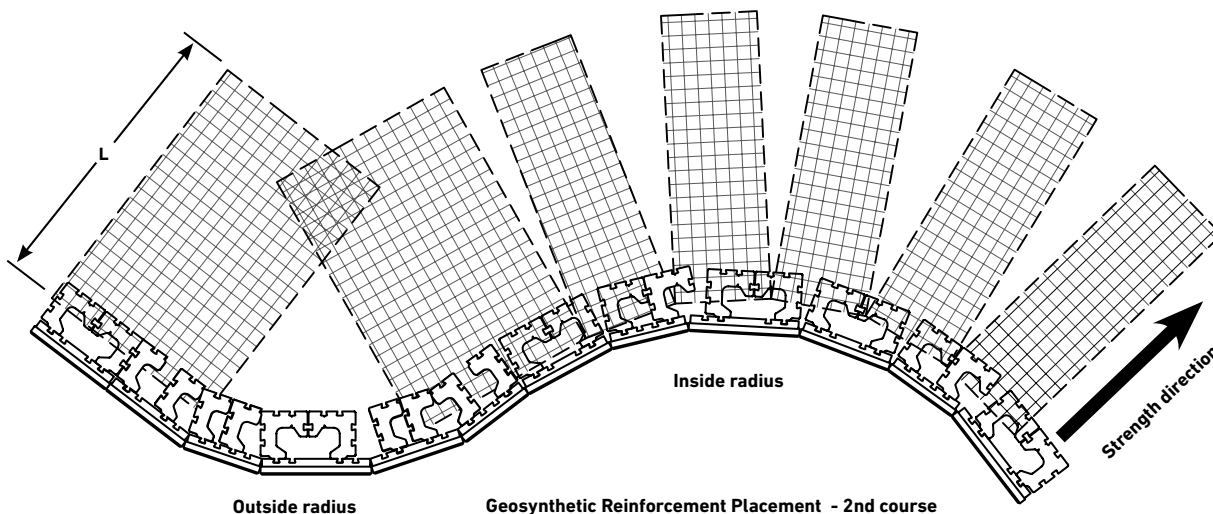 L
Inside radius
Strength direction
Outside radius
Geosynthetic Reinforcement Placement - 2nd course